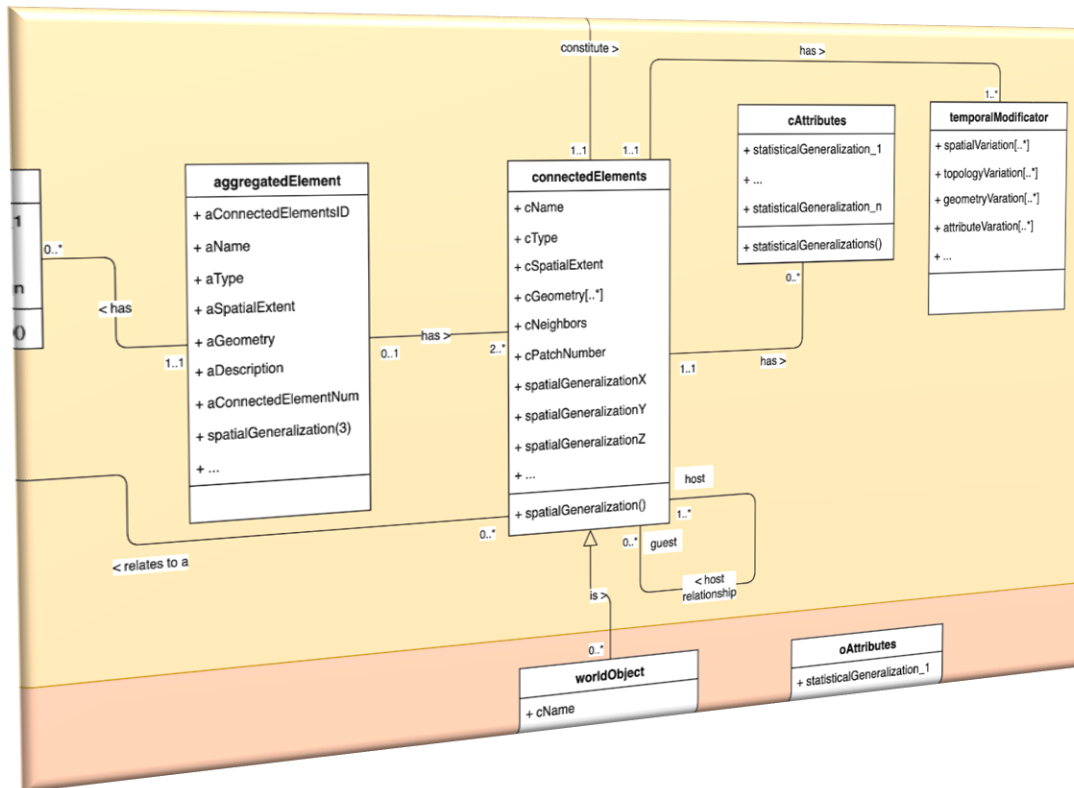 constitute >
has >
1..1
1..1
1..*
cAttributes
+ statisticalGeneralization_1
+ ...
+ statisticalGeneralization_n
+ statisticalGeneralizations()
0..*
temporalModificator
+ spatialVariation[..*]
+ topologyVariation[..*]
+ geometryVaration[..*]
+ attributeVaration[..*]
+ ...
1
n
()
0..*
< has
1..1
aggregatedElement
+ aConnectedElementsID
+ aName
+ aType
+ aSpatialExtent
+ aGeometry
+ aDescription
+ aConnectedElementNum
+ spatialGeneralization(3)
+ ...
0..1
has >
2..*
connectedElements
+ cName
+ cType
+ cSpatialExtent
+ cGeometry[..*]
+ cNeighbors
+ cPatchNumber
+ spatialGeneralizationX
+ spatialGeneralizationY
+ spatialGeneralizationZ
+ ...
+ spatialGeneralization()
1..1
has >
host
1..*
0..*
guest
< host
relationship
0..*
< relates to a
is >
0..*
worldObject
+ cName
oAttributes
+ statisticalGeneralization_1